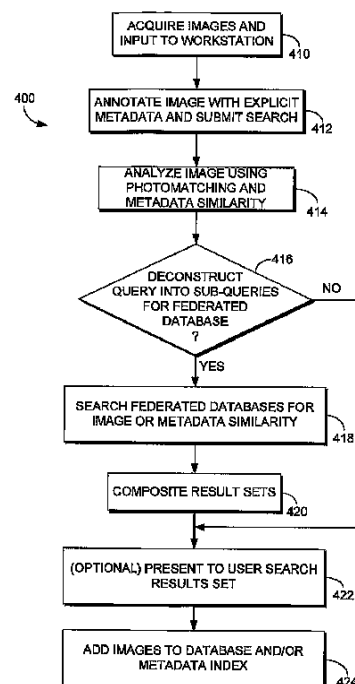 ACQUIRE IMAGES AND
INPUT TO WORKSTATION
410
400
ANNOTATE IMAGE WITH EXPLICIT
METADATA AND SUBMIT SEARCH
412
ANALYZE IMAGE USING
PHOTOMATCHING AND
METADATA SIMILARITY
414
416
DECONSTRUCT
QUERY INTO SUB-QUERIES
FOR FEDERATED
DATABASE
?
NO
YES
SEARCH FEDERATED DATABASES FOR
IMAGE OR METADATA SIMILARITY
418
COMPOSITE RESULT SETS
420
(OPTIONAL) PRESENT TO USER SEARCH
RESULTS SET
422
ADD IMAGES TO DATABASE AND/OR
METADATA INDEX
424